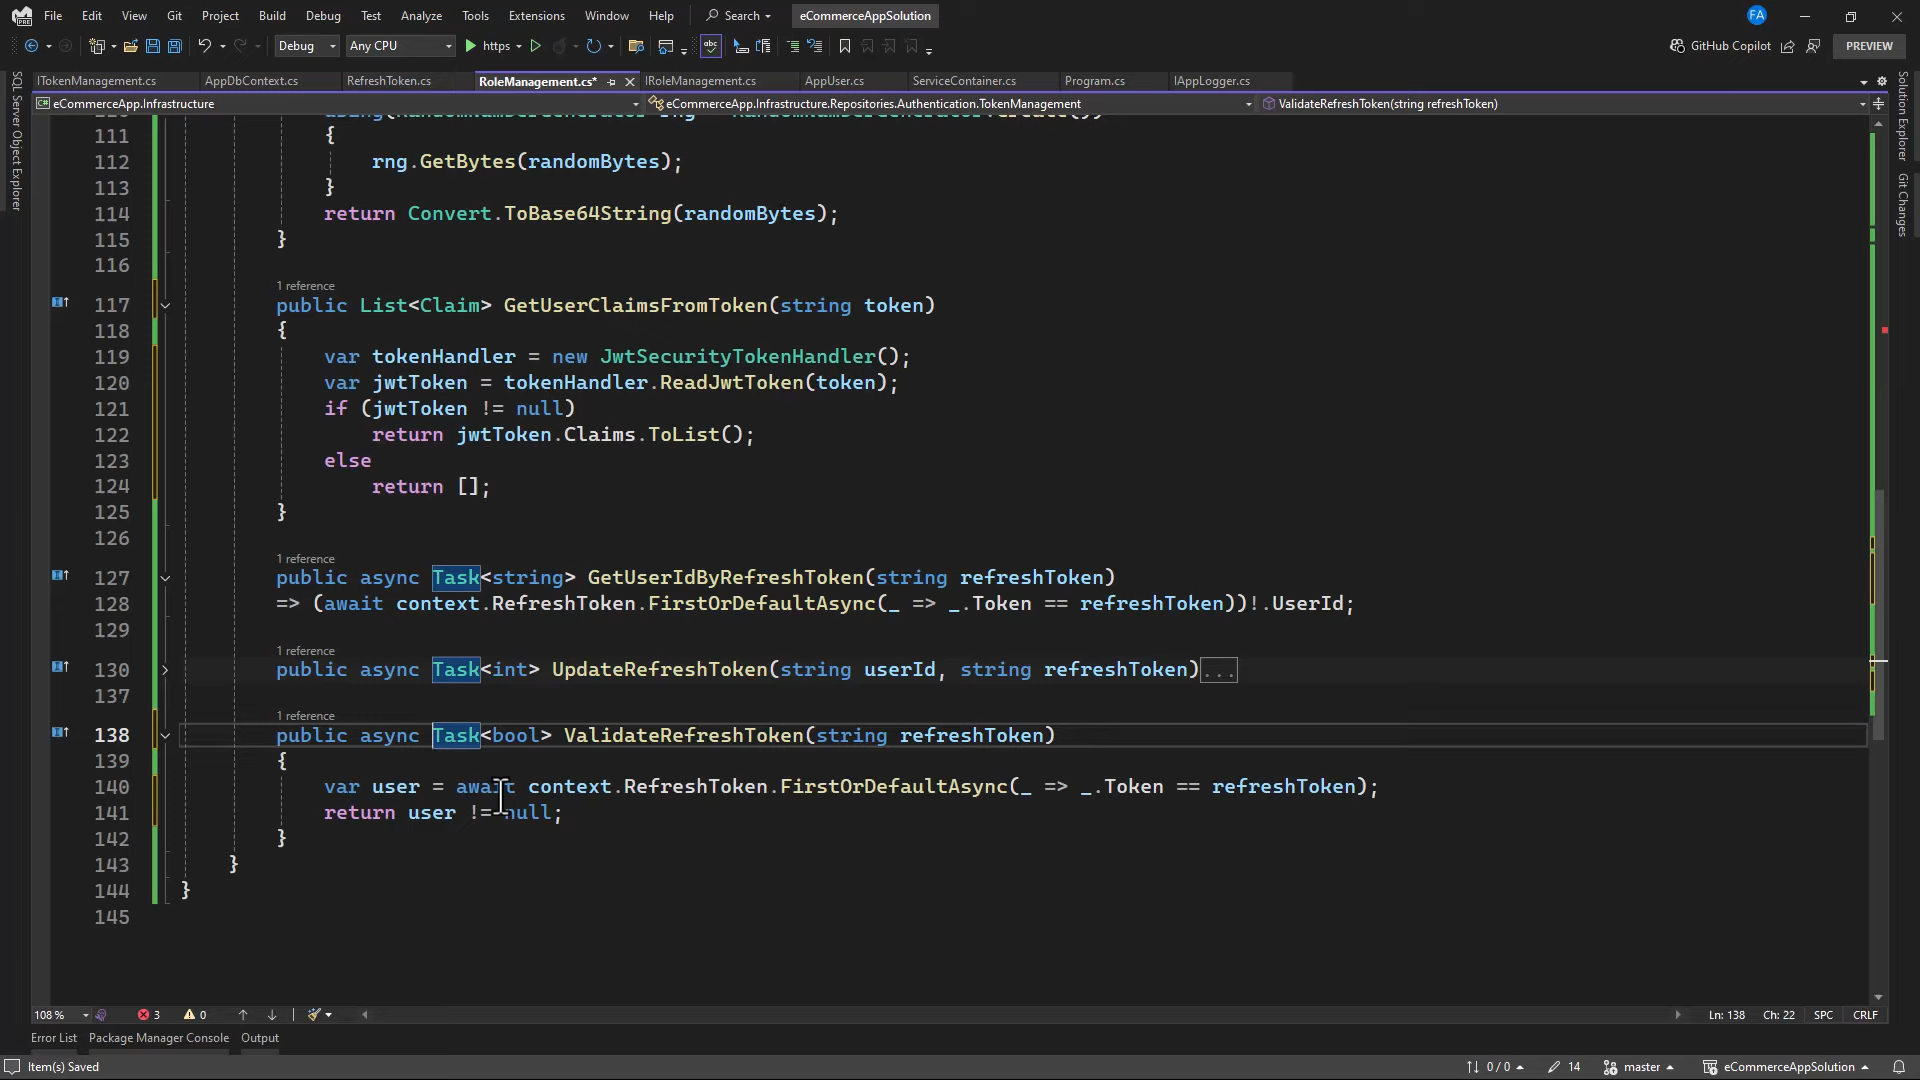 File Edit View Git Project Build Debug Test Analyze Tools Extensions Window Help Search eCommerceAppSolution FA
Debug Any CPU https GitHub Copilot PREVIEW
ITokenManagement.cs AppDbContext.cs RefreshToken.cs RoleManagement.cs* IRoleManagement.cs AppUser.cs ServiceContainer.cs Program.cs IAppLogger.cs
eCommerceApp.Infrastructure eCommerceApp.Infrastructure.Repositories.Authentication.TokenManagement ValidateRefreshToken(string refreshToken)
SQL Server Object Explorer
Solution Explorer
Git Changes
111 {
112 rng.GetBytes(randomBytes);
113 }
114 return Convert.ToBase64String(randomBytes);
115 }
116
1 reference
117 public List<Claim> GetUserClaimsFromToken(string token)
118 {
119 var tokenHandler = new JwtSecurityTokenHandler();
120 var jwtToken = tokenHandler.ReadJwtToken(token);
121 if (jwtToken != null)
122 return jwtToken.Claims.ToList();
123 else
124 return [];
125 }
126
1 reference
127 public async Task<string> GetUserIdByRefreshToken(string refreshToken)
128 => (await context.RefreshToken.FirstOrDefaultAsync(_ => _.Token == refreshToken))!.UserId;
129
1 reference
130 public async Task<int> UpdateRefreshToken(string userId, string refreshToken)...
137
1 reference
138 public async Task<bool> ValidateRefreshToken(string refreshToken)
139 {
140 var user = await context.RefreshToken.FirstOrDefaultAsync(_ => _.Token == refreshToken);
141 return user != null;
142 }
143 }
144 }
145
108 % 3 0 Ln: 138 Ch: 22 SPC CRLF
Error List Package Manager Console Output
Item(s) Saved 0 / 0 14 master eCommerceAppSolution